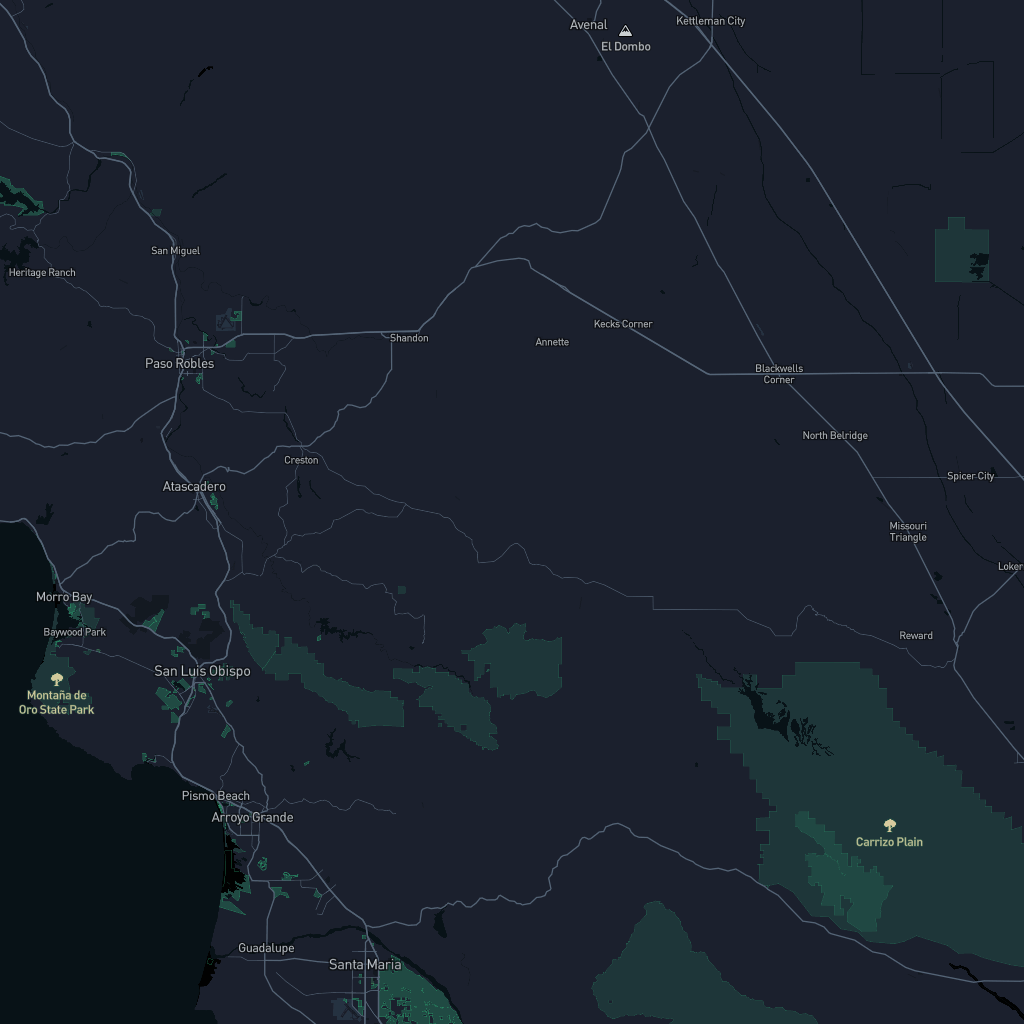 Avenal
Kettleman City
El Dombo
San Miguel
Heritage Ranch
Kecks Corner
Shandon
Annette
Paso Robles
Blackwells
Corner
North Belridge
Creston
Spicer City
Atascadero
Missouri
Triangle
Loker
Morro Bay
Baywood Park
Reward
San Luis Obispo
Montaña de
Oro State Park
Pismo Beach
Arroyo Grande
Carrizo Plain
Guadalupe
Santa Maria